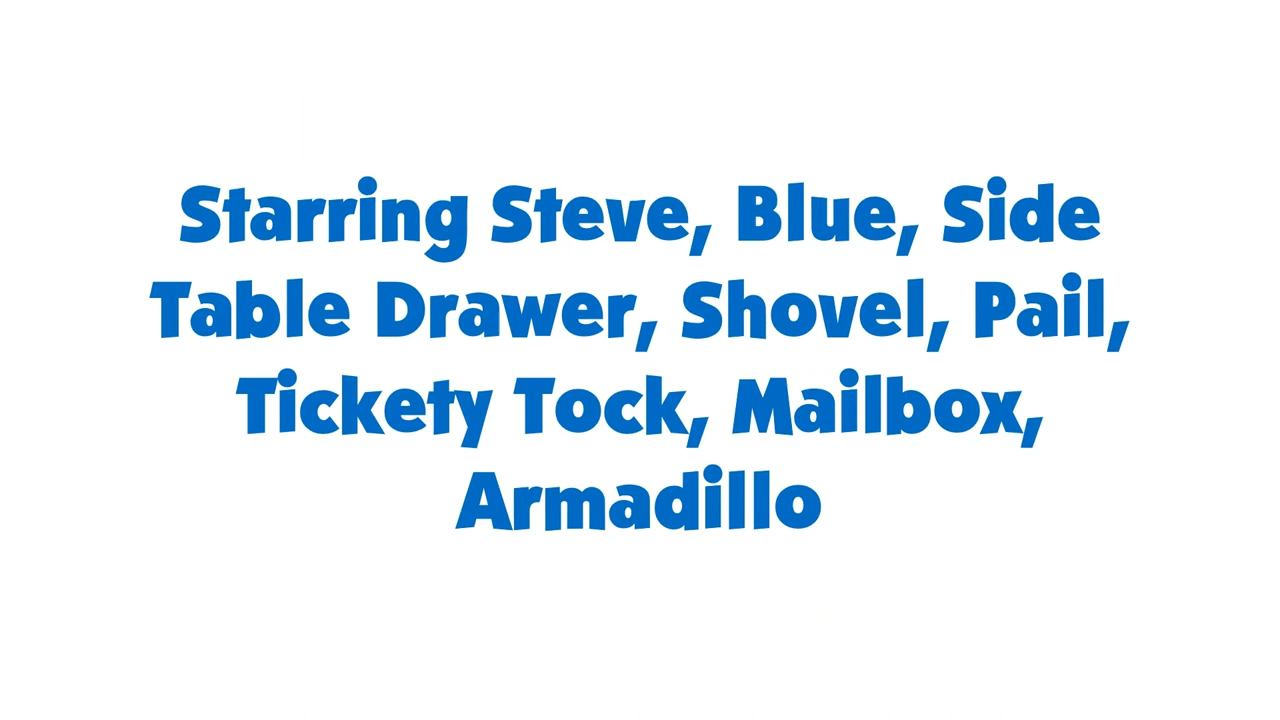 Starring Steve, Blue, Side
Table Drawer, Shovel, Pail,
Tickety Tock, Mailbox,
Armadillo